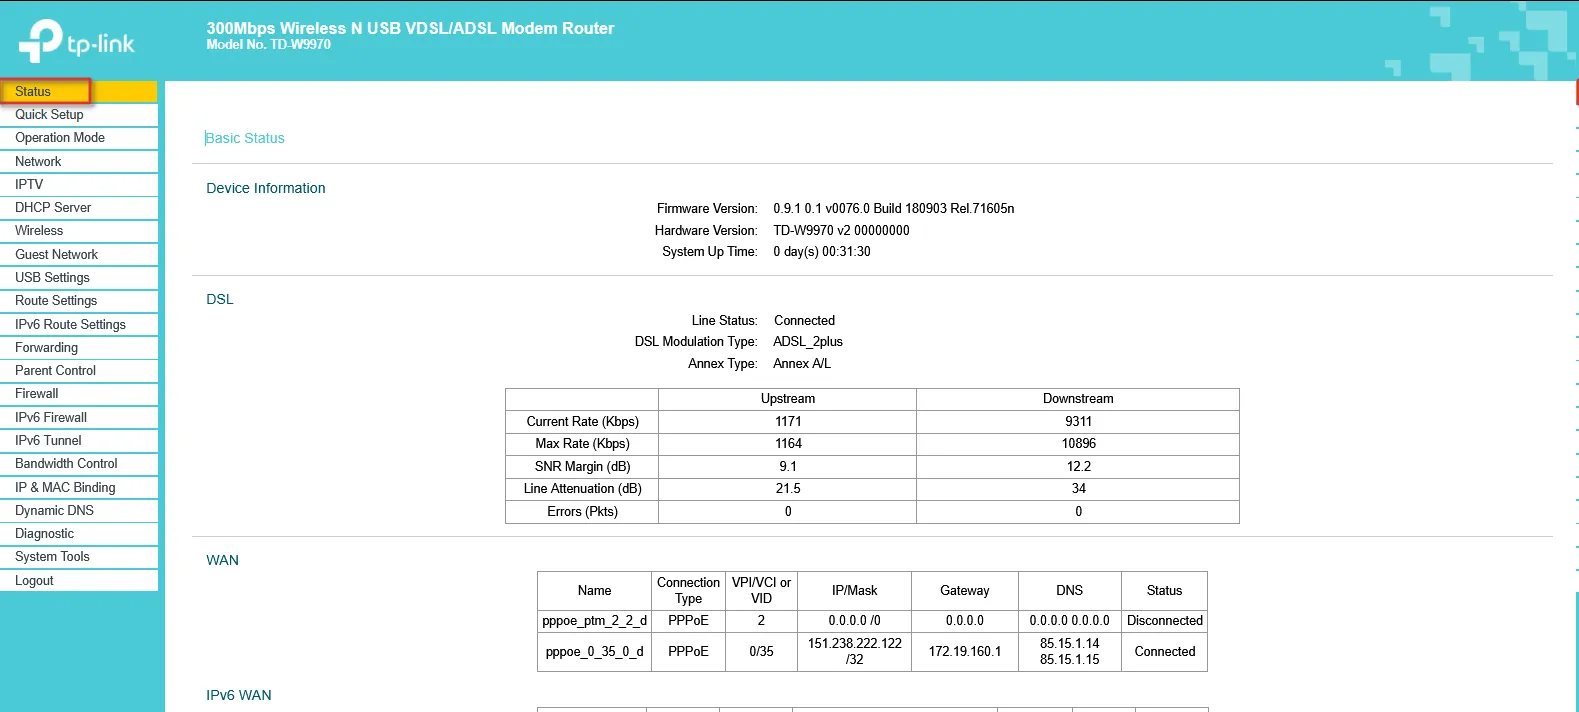 tp-link
300Mbps Wireless N USB VDSL/ADSL Modem Router
Model No. TD-W9970
Status
Quick Setup
Operation Mode
Network
IPTV
DHCP Server
Wireless
Guest Network
USB Settings
Route Settings
IPv6 Route Settings
Forwarding
Parent Control
Firewall
IPv6 Firewall
IPv6 Tunnel
Bandwidth Control
IP & MAC Binding
Dynamic DNS
Diagnostic
System Tools
Logout
Basic Status
Device Information
Firmware Version: 0.9.1 0.1 v0076.0 Build 180903 Rel.71605n
Hardware Version: TD-W9970 v2 00000000
System Up Time: 0 day(s) 00:31:30
DSL
Line Status: Connected
DSL Modulation Type: ADSL_2plus
Annex Type: Annex A/L
Upstream Downstream
Current Rate (Kbps) 1171 9311
Max Rate (Kbps) 1164 10896
SNR Margin (dB) 9.1 12.2
Line Attenuation (dB) 21.5 34
Errors (Pkts) 0 0
WAN
Name Connection Type VPI/VCI or VID IP/Mask Gateway DNS Status
pppoe_ptm_2_2_d PPPoE 2 0.0.0.0 /0 0.0.0.0 0.0.0.0 0.0.0.0 Disconnected
pppoe_0_35_0_d PPPoE 0/35 151.238.222.122 /32 172.19.160.1 85.15.1.14 85.15.1.15 Connected
IPv6 WAN